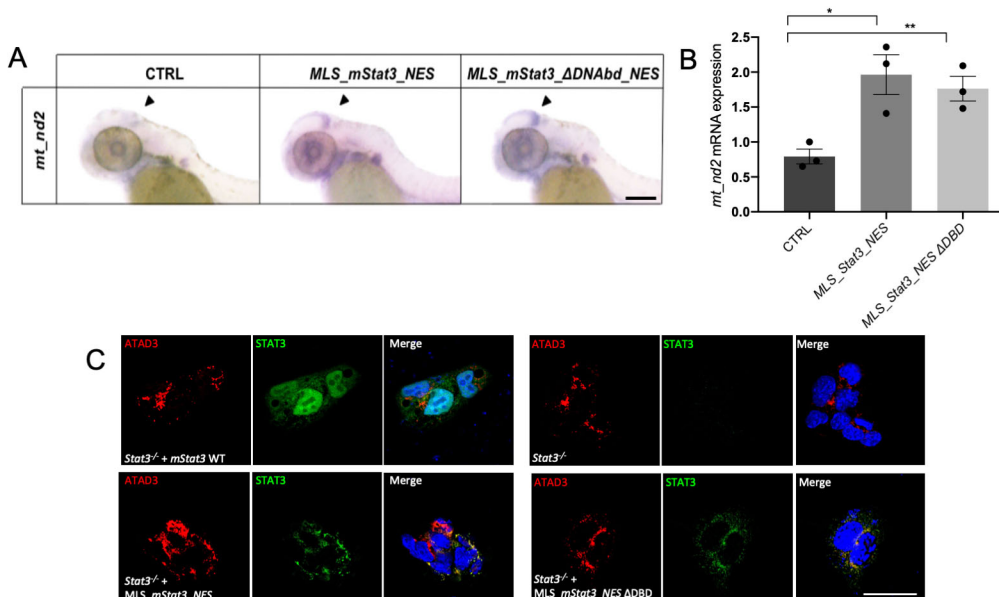 A
CTRL
MLS_mStat3_NES
MLS_mStat3_ΔDNAbd_NES
mt_nd2
B
*
**
mt_nd2 mRNA expression
2.5
2.0
1.5
1.0
0.5
0.0
CTRL
MLS_Stat3_NES
MLS_Stat3_NES ΔDBD
C
ATAD3
STAT3
Merge
Stat3-/- + mStat3 WT
ATAD3
STAT3
Merge
Stat3-/-
ATAD3
STAT3
Merge
Stat3-/- +
MLS_mStat3_NES
ATAD3
STAT3
Merge
Stat3-/- +
MLS_mStat3_NES ΔDBD